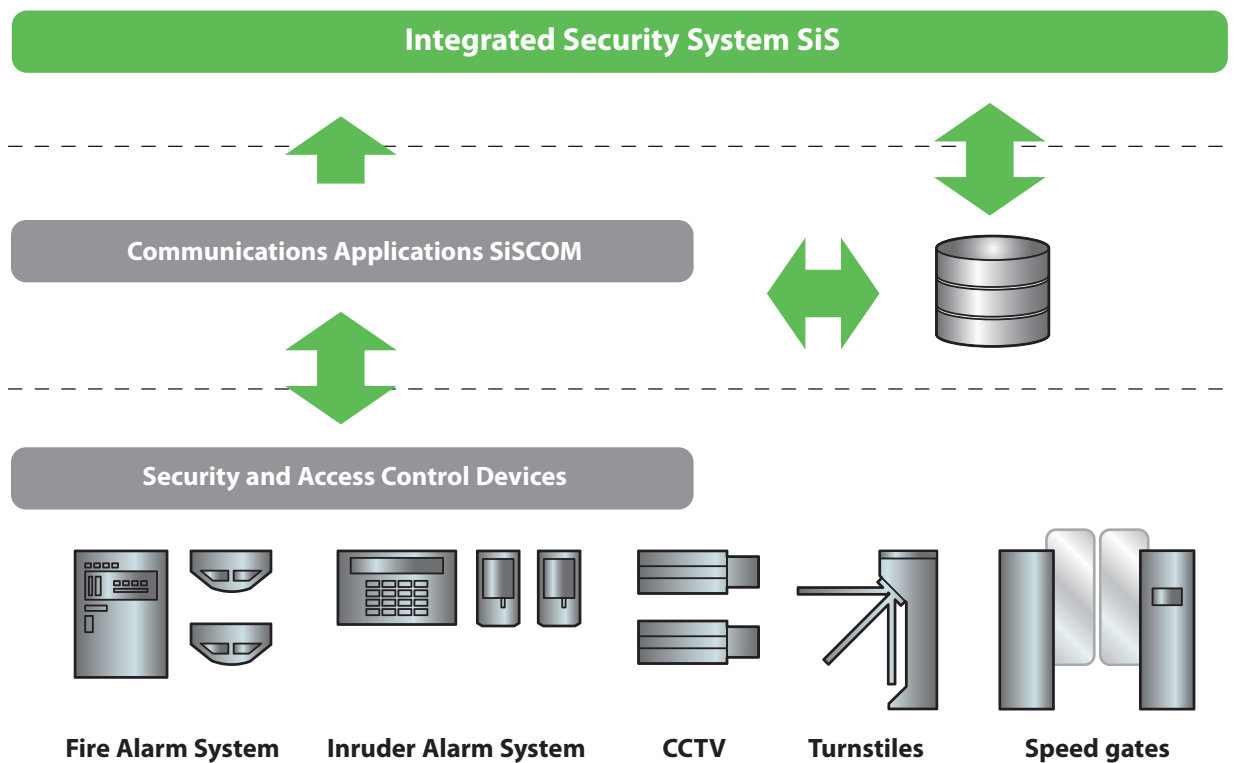 Integrated Security System SiS
Communications Applications SiSCOM
Security and Access Control Devices
Fire Alarm System
Inruder Alarm System
CCTV
Turnstiles
Speed gates